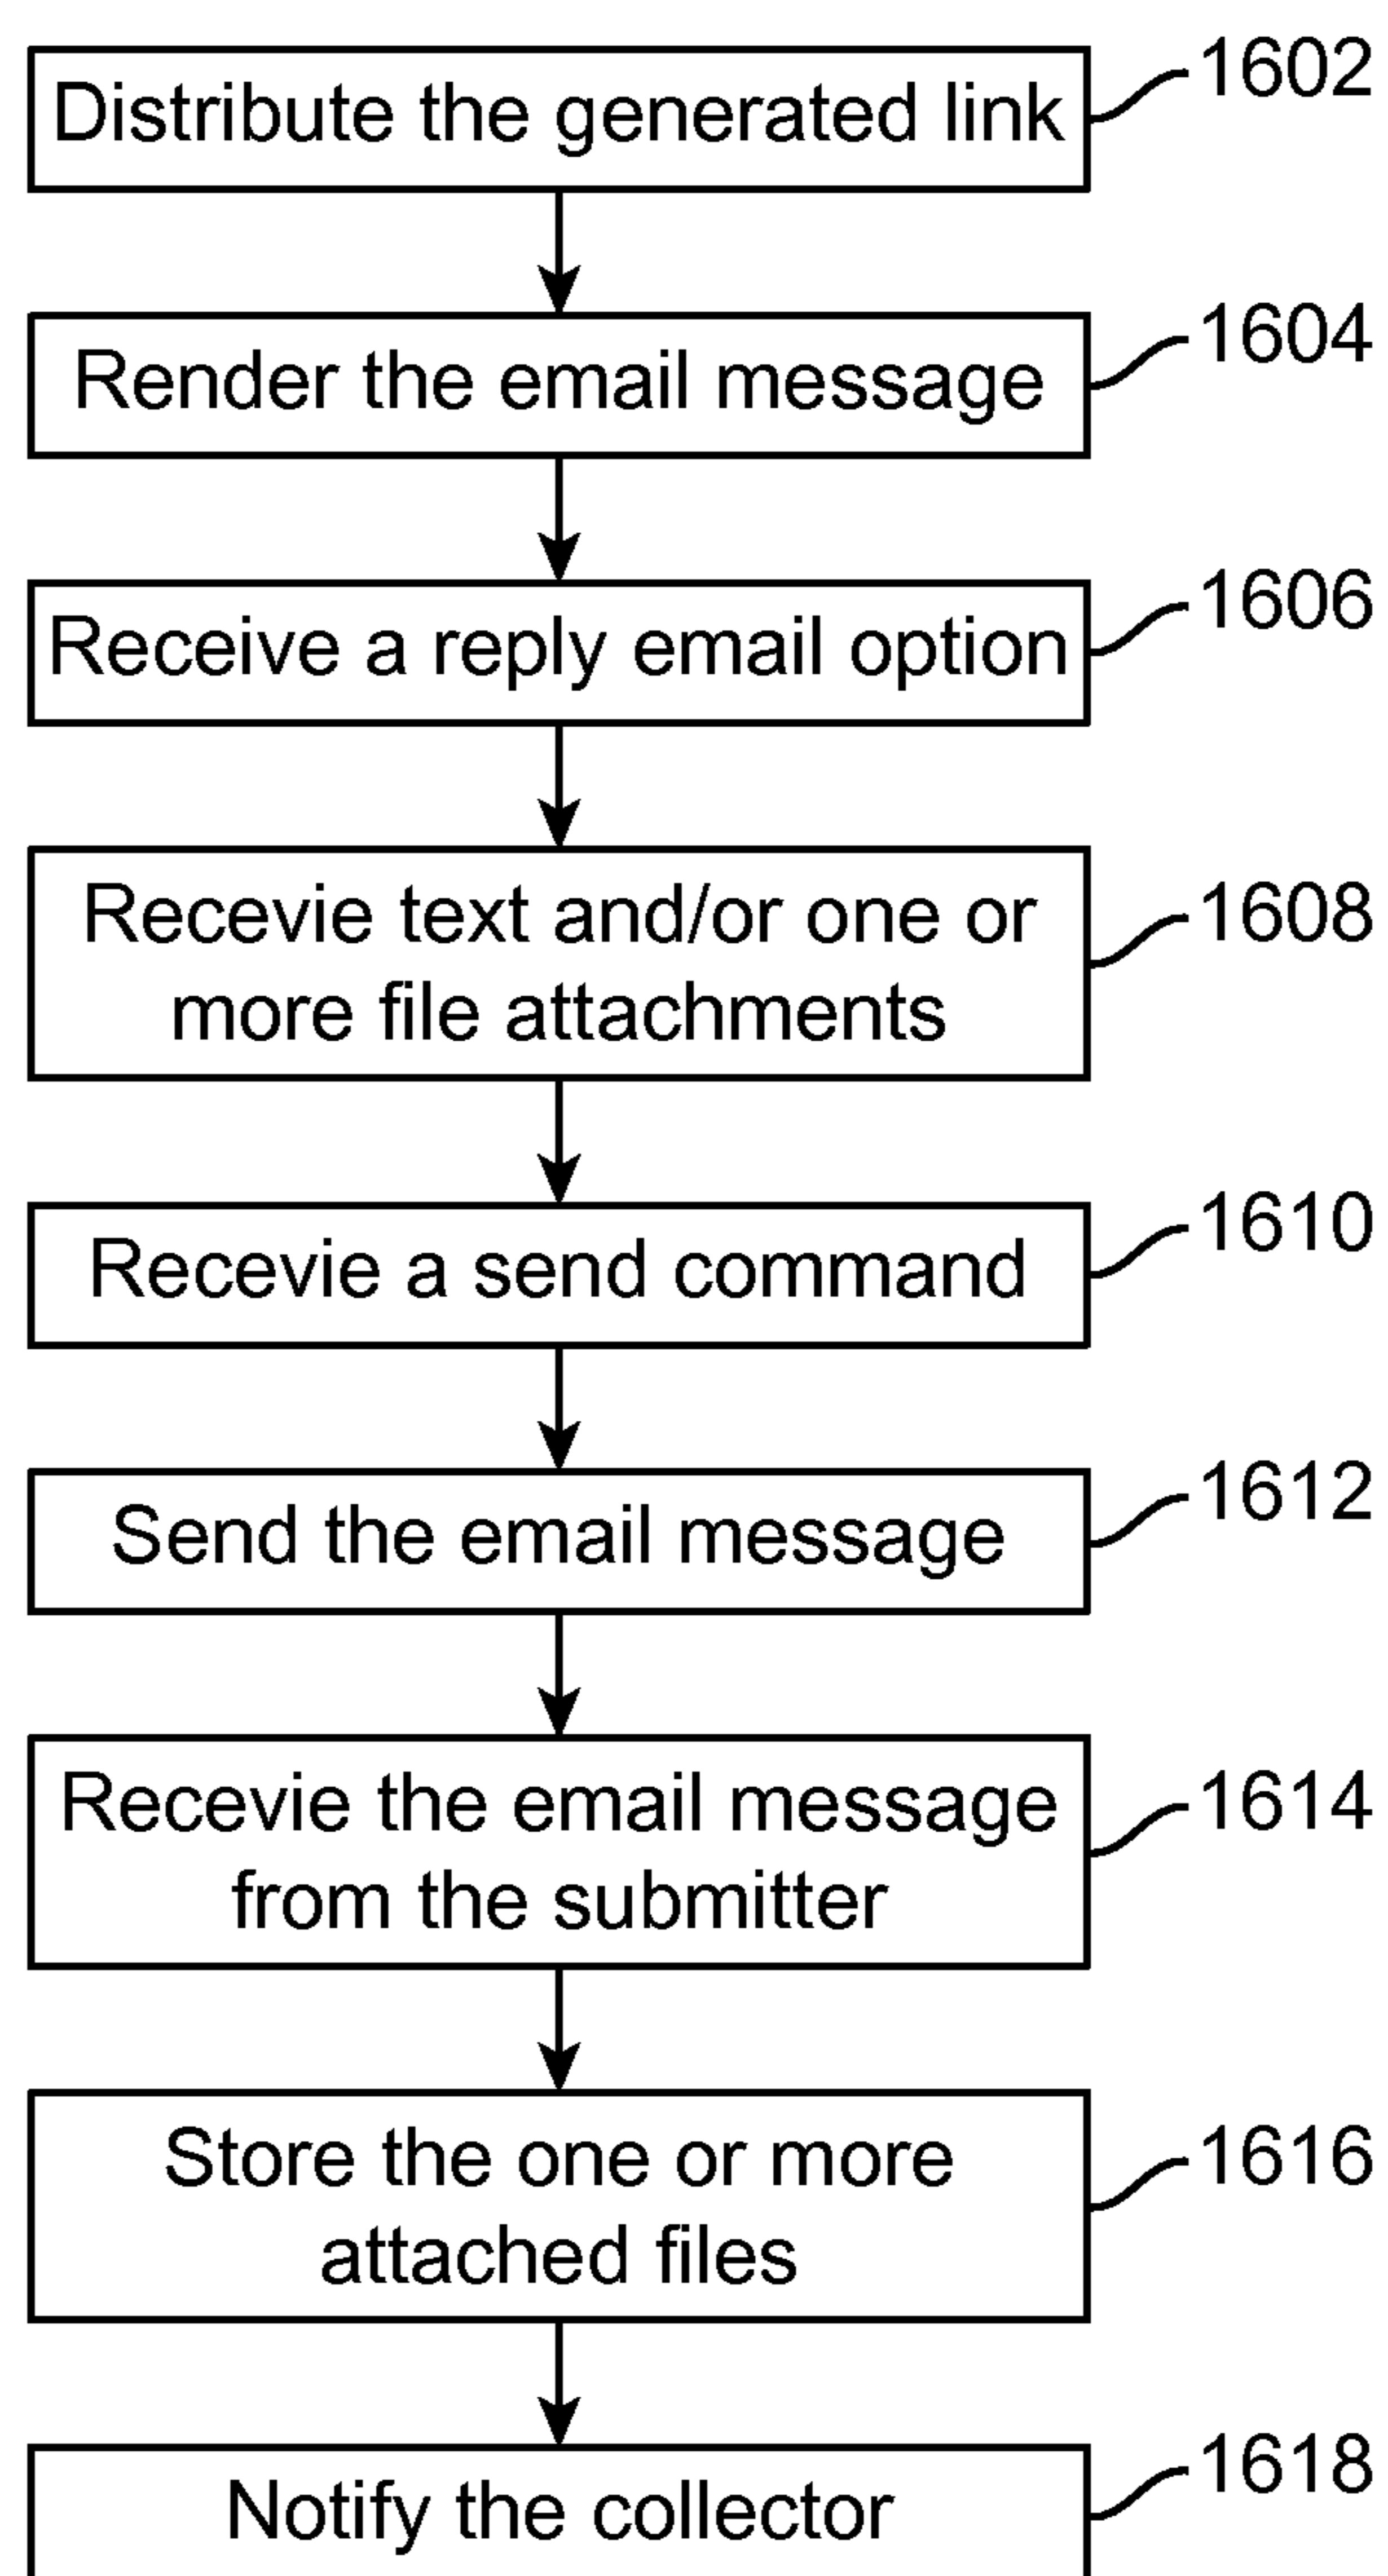 Distribute the generated link
1602
Render the email message
1604
Receive a reply email option
1606
Recevie text and/or one or
more file attachments
1608
Recevie a send command
1610
Send the email message
1612
Recevie the email message
from the submitter
1614
Store the one or more
attached files
1616
Notify the collector
1618